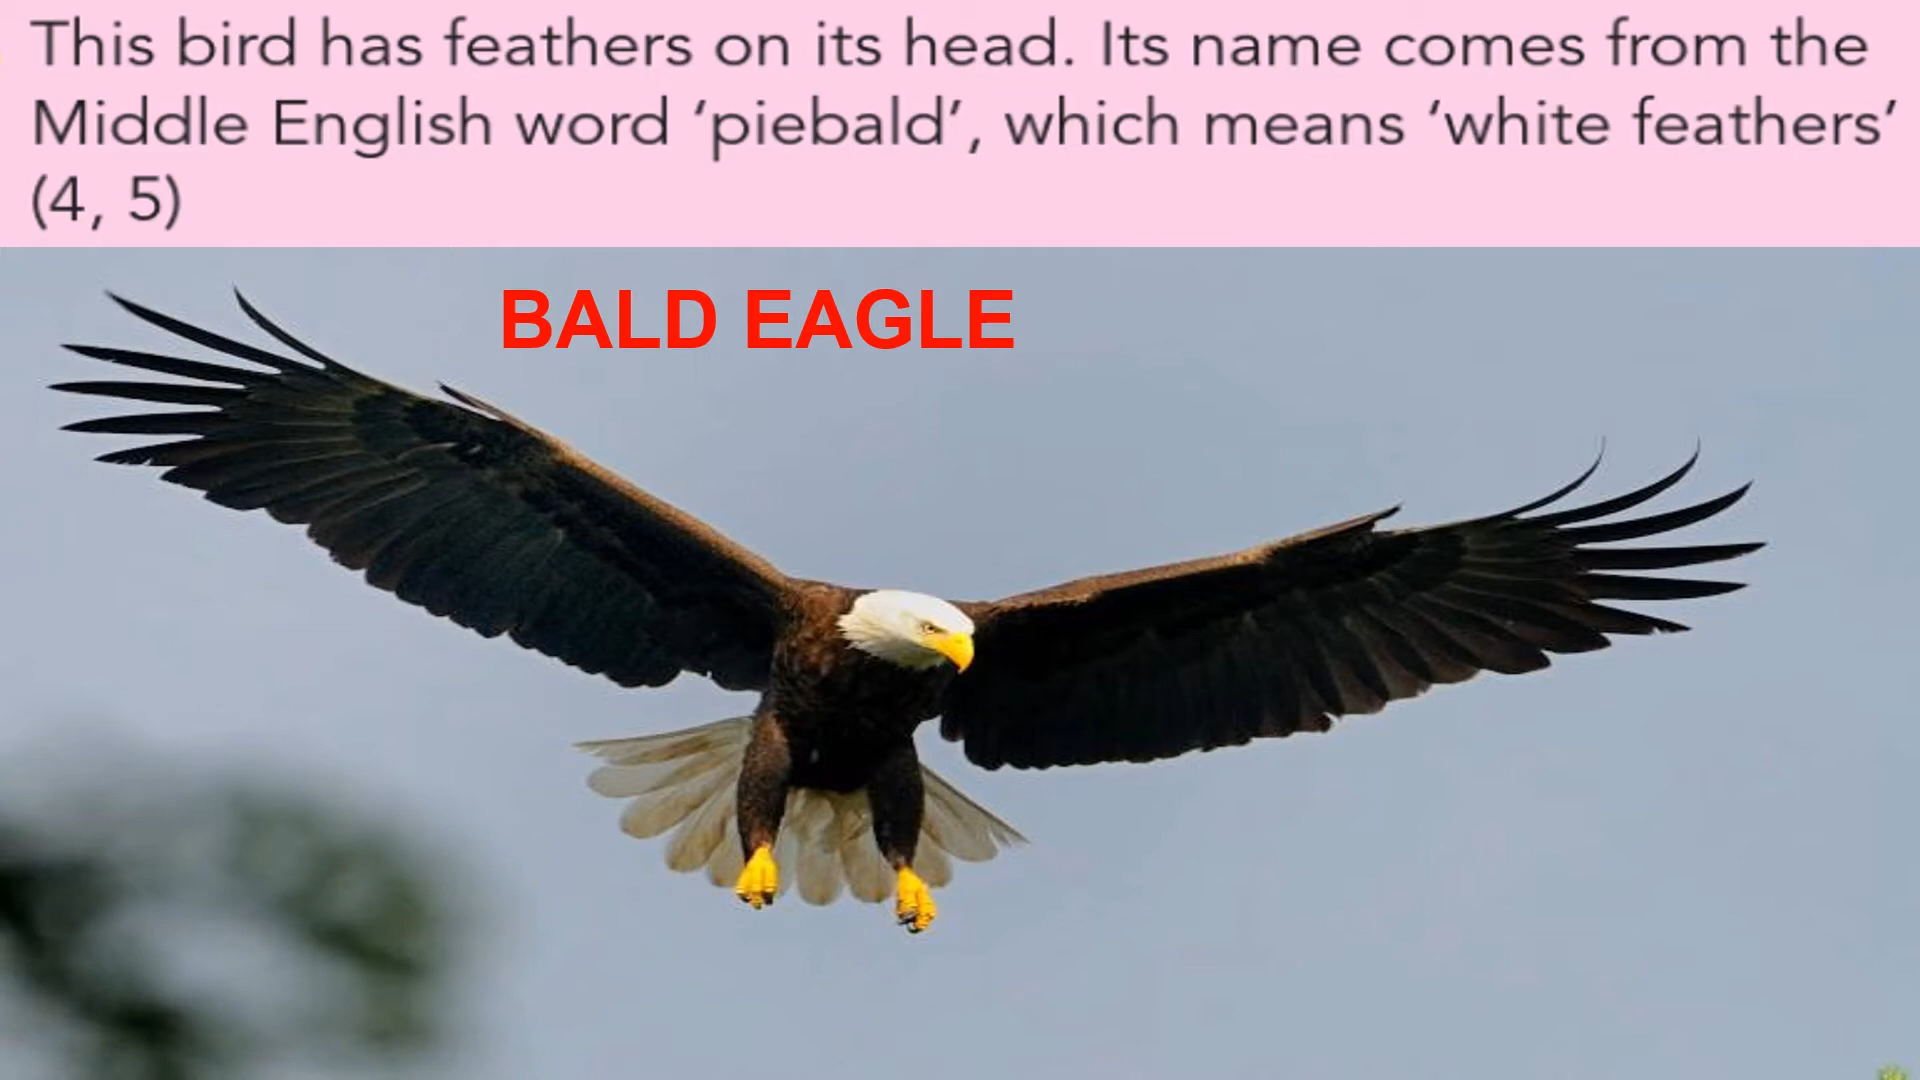 This bird has feathers on its head. Its name comes from the
Middle English word ‘piebald’, which means ‘white feathers’
(4, 5)
BALD EAGLE